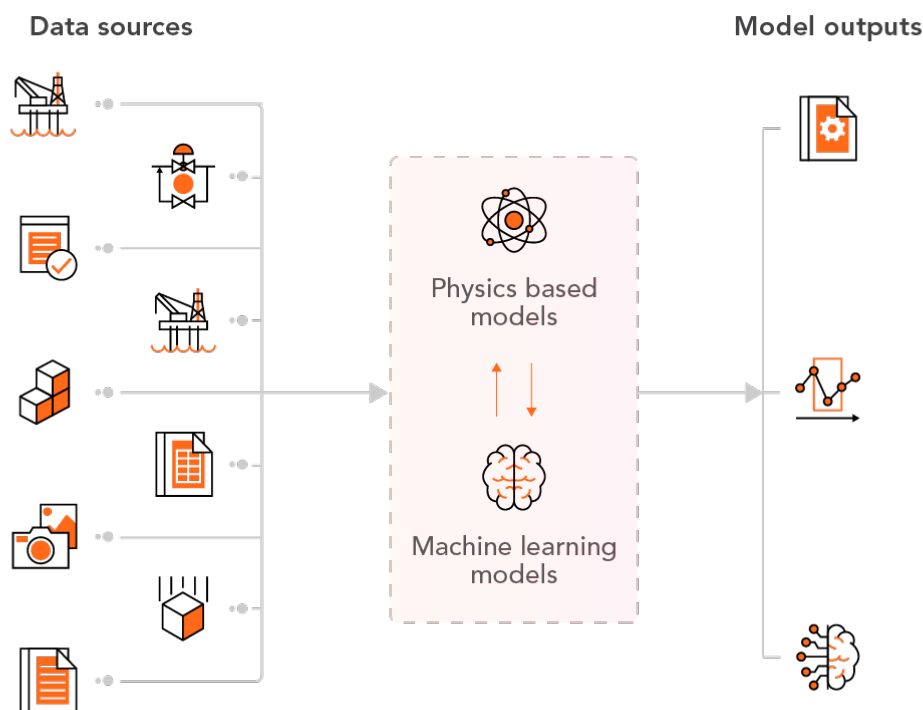 Data sources
Model outputs
Physics based
models
Machine learning
models